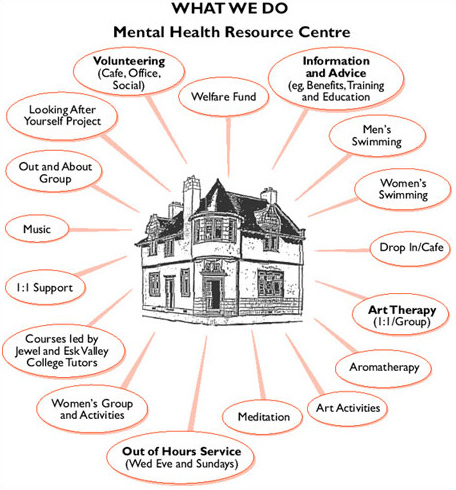 WHAT WE DO
Mental Health Resource Centre
Volunteering
(Cafe, Office,
Social)
Welfare Fund
Information
and Advice
(eg, Benefits, Training
and Education
Looking After
Yourself Project
Men's
Swimming
Out and About
Group
Women's
Swimming
Music
Drop In/Cafe
1:1 Support
Art Therapy
(1:1/Group)
Courses led by
Jewel and Esk Valley
College Tutors
Aromatherapy
Women's Group
and Activities
Meditation
Art Activities
Out of Hours Service
(Wed Eve and Sundays)